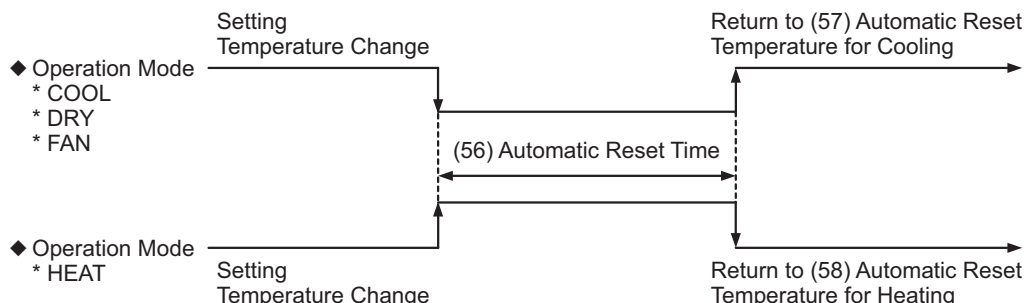 Setting
Temperature Change
Return to (57) Automatic Reset
Temperature for Cooling
◆ Operation Mode
* COOL
* DRY
* FAN
(56) Automatic Reset Time
◆ Operation Mode
* HEAT
Setting
Temperature Change
Return to (58) Automatic Reset
Temperature for Heating